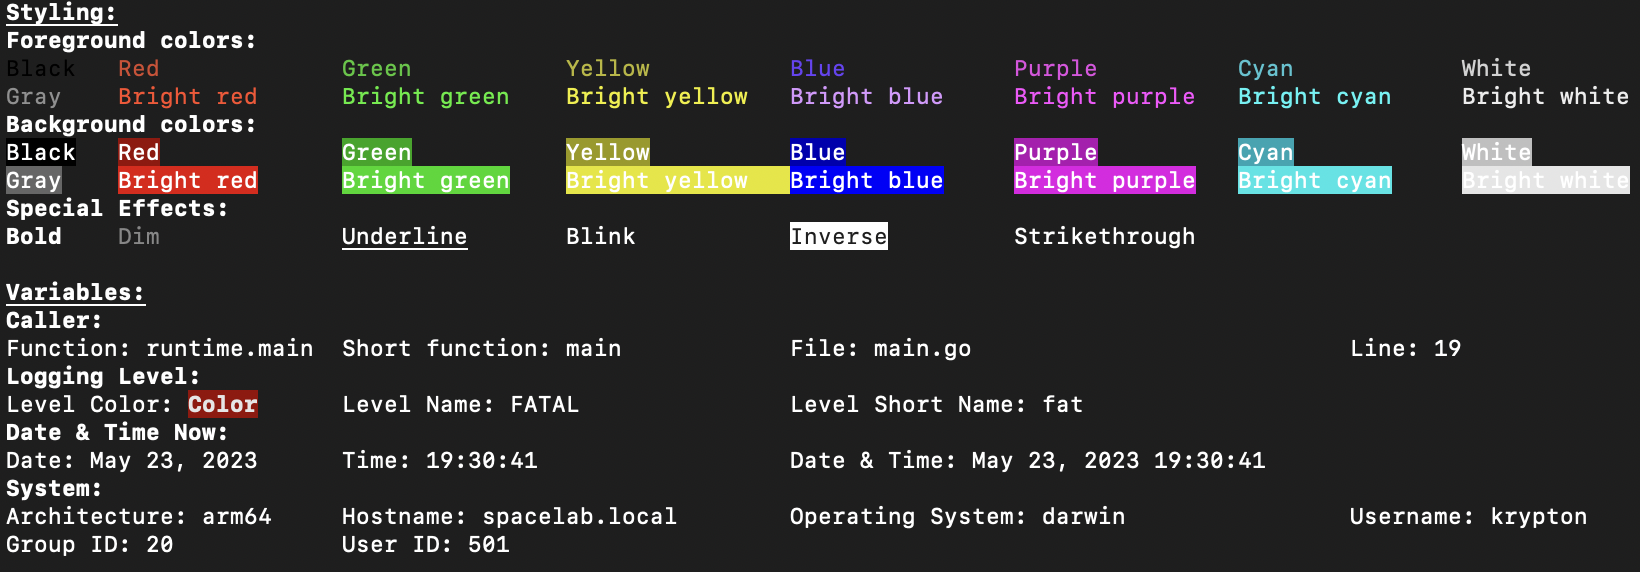 Styling:
Foreground colors:
Black Red Green Yellow Blue Purple Cyan White
Gray Bright red Bright green Bright yellow Bright blue Bright purple Bright cyan Bright white
Background colors:
Black Red Green Yellow Blue Purple Cyan White
Gray Bright red Bright green Bright yellow Bright blue Bright purple Bright cyan Bright white
Special Effects:
Bold Dim Underline Blink Inverse Strikethrough
Variables:
Caller:
Function: runtime.main Short function: main File: main.go Line: 19
Logging Level:
Level Color: Color Level Name: FATAL Level Short Name: fat
Date & Time Now:
Date: May 23, 2023 Time: 19:30:41 Date & Time: May 23, 2023 19:30:41
System:
Architecture: arm64 Hostname: spacelab.local Operating System: darwin Username: krypton
Group ID: 20 User ID: 501